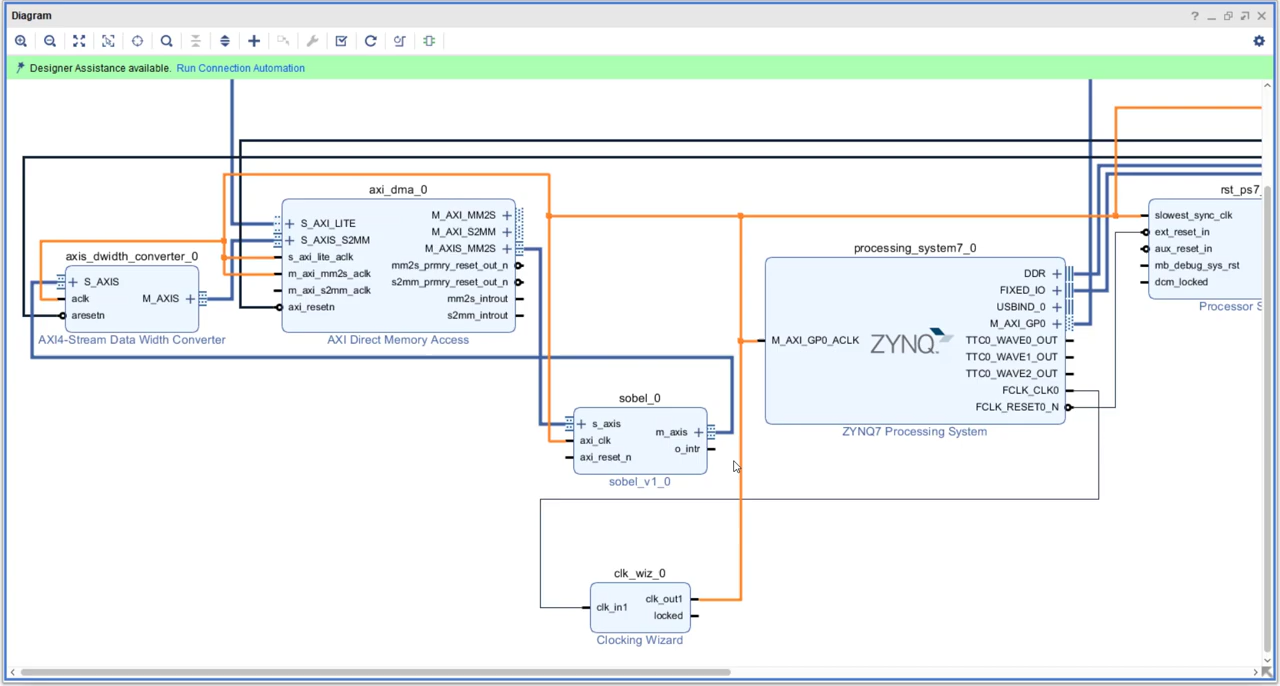 Diagram
Designer Assistance available. Run Connection Automation
axi_dma_0
S_AXI_LITE
S_AXIS_S2MM
s_axi_lite_aclk
m_axi_mm2s_aclk
m_axi_s2mm_aclk
axi_resetn
M_AXI_MM2S
M_AXI_S2MM
M_AXIS_MM2S
mm2s_prmry_reset_out_n
s2mm_prmry_reset_out_n
mm2s_introut
s2mm_introut
AXI Direct Memory Access
axis_dwidth_converter_0
S_AXIS
aclk
aresetn
M_AXIS
AXI4-Stream Data Width Converter
rst_ps7_
slowest_sync_clk
ext_reset_in
aux_reset_in
mb_debug_sys_rst
dcm_locked
Processor S
processing_system7_0
M_AXI_GP0_ACLK
ZYNQ
DDR
FIXED_IO
USBIND_0
M_AXI_GP0
TTC0_WAVE0_OUT
TTC0_WAVE1_OUT
TTC0_WAVE2_OUT
FCLK_CLK0
FCLK_RESET0_N
ZYNQ7 Processing System
sobel_0
s_axis
axi_clk
axi_reset_n
m_axis
o_intr
sobel_v1_0
clk_wiz_0
clk_in1
clk_out1
locked
Clocking Wizard